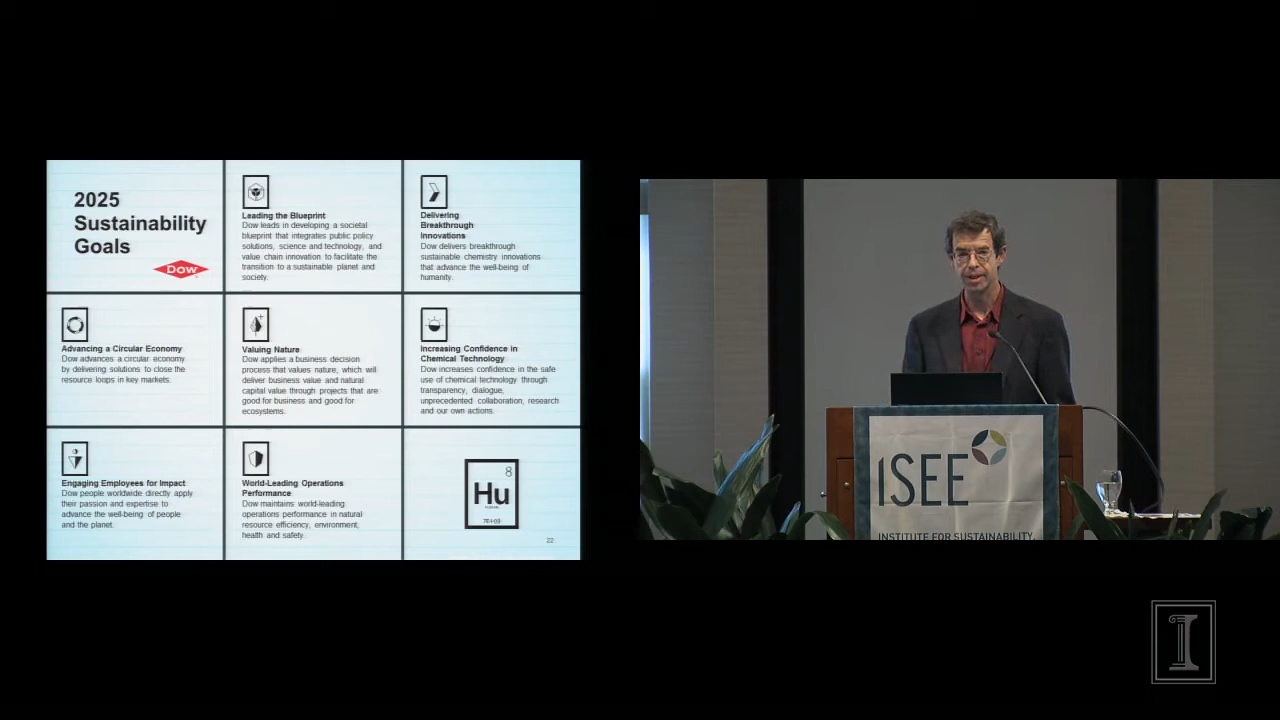 2025
Sustainability
Goals
Dow
Leading the Blueprint
Dow leads in developing a societal
blueprint that integrates public policy
solutions, science and technology, and
value chain innovation to facilitate the
transition to a sustainable planet and
society.
Delivering
Breakthrough
Innovations
Dow delivers breakthrough
sustainable chemistry innovations
that advance the well-being of
humanity.
Advancing a Circular Economy
Dow advances a circular economy
by delivering solutions to close the
resource loops in key markets.
Valuing Nature
Dow applies a business decision
process that values nature, which will
deliver business value and natural
capital value through projects that are
good for business and good for
ecosystems.
Increasing Confidence in
Chemical Technology
Dow increases confidence in the safe
use of chemical technology through
transparency, dialogue,
unprecedented collaboration, research
and our own actions.
Engaging Employees for Impact
Dow people worldwide directly apply
their passion and expertise to
advance the well-being of people
and the planet.
World-Leading Operations
Performance
Dow maintains world-leading
operations performance in natural
resource efficiency, environment,
health and safety.
8
Hu
7E+09
22
ISEE
INSTITUTE FOR SUSTAINABILITY,
I